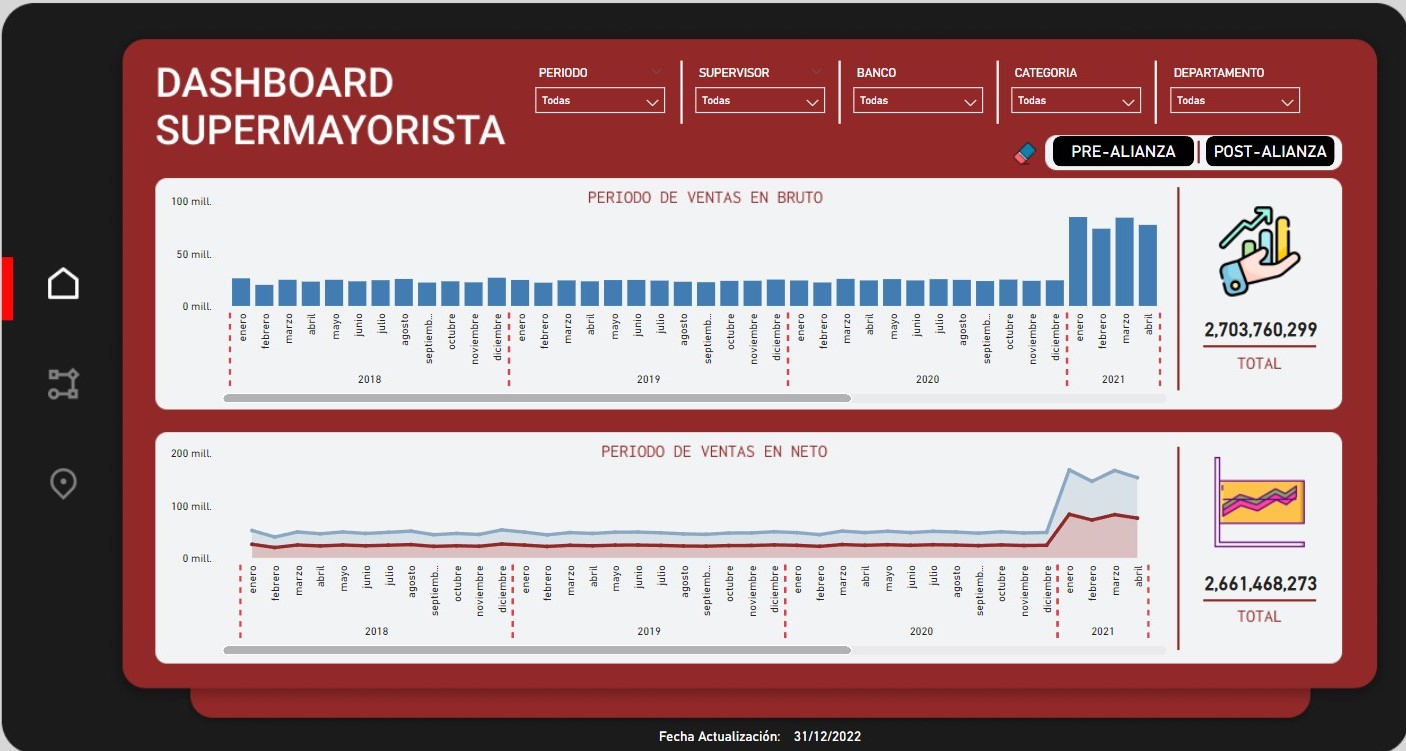 DASHBOARD
SUPERMAYORISTA
PERIODO
Todas
SUPERVISOR
Todas
BANCO
Todas
CATEGORIA
Todas
DEPARTAMENTO
Todas
PRE-ALIANZA
POST-ALIANZA
PERIODO DE VENTAS EN BRUTO
100 mill.
50 mill.
0 mill.
enero febrero marzo abril mayo junio julio agosto septiemb... octubre noviembre diciembre enero febrero marzo abril mayo junio julio agosto septiemb... octubre noviembre diciembre enero febrero marzo abril mayo junio julio agosto septiemb... octubre noviembre diciembre enero febrero marzo abril
2018 2019 2020 2021
2,703,760,299
TOTAL
PERIODO DE VENTAS EN NETO
200 mill.
100 mill.
0 mill.
enero febrero marzo abril mayo junio julio agosto septiemb... octubre noviembre diciembre enero febrero marzo abril mayo junio julio agosto septiemb... octubre noviembre diciembre enero febrero marzo abril mayo junio julio agosto septiemb... octubre noviembre diciembre enero febrero marzo abril
2018 2019 2020 2021
2,661,468,273
TOTAL
Fecha Actualización: 31/12/2022